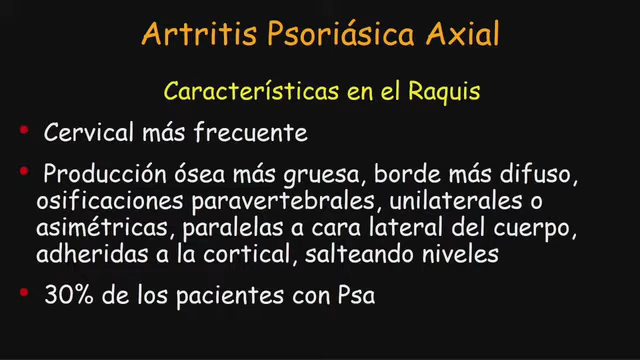 Artritis Psoriásica Axial
Características en el Raquis
• Cervical más frecuente
• Producción ósea más gruesa, borde más difuso,
osificaciones paravertebrales, unilaterales o
asimétricas, paralelas a cara lateral del cuerpo,
adheridas a la cortical, salteando niveles
• 30% de los pacientes con Psa